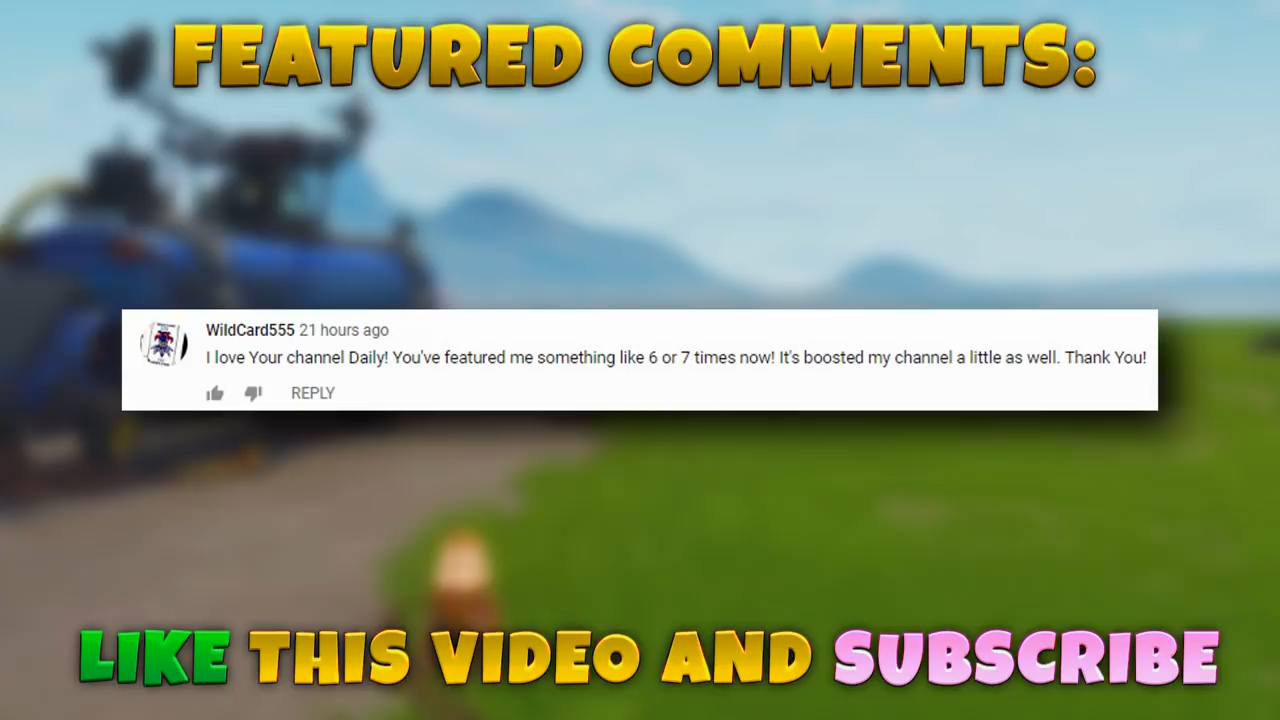 FEATURED COMMENTS:
WildCard555 21 hours ago
I love Your channel Daily! You've featured me something like 6 or 7 times now! It's boosted my channel a little as well. Thank You!
REPLY
LIKE THIS VIDEO AND SUBSCRIBE